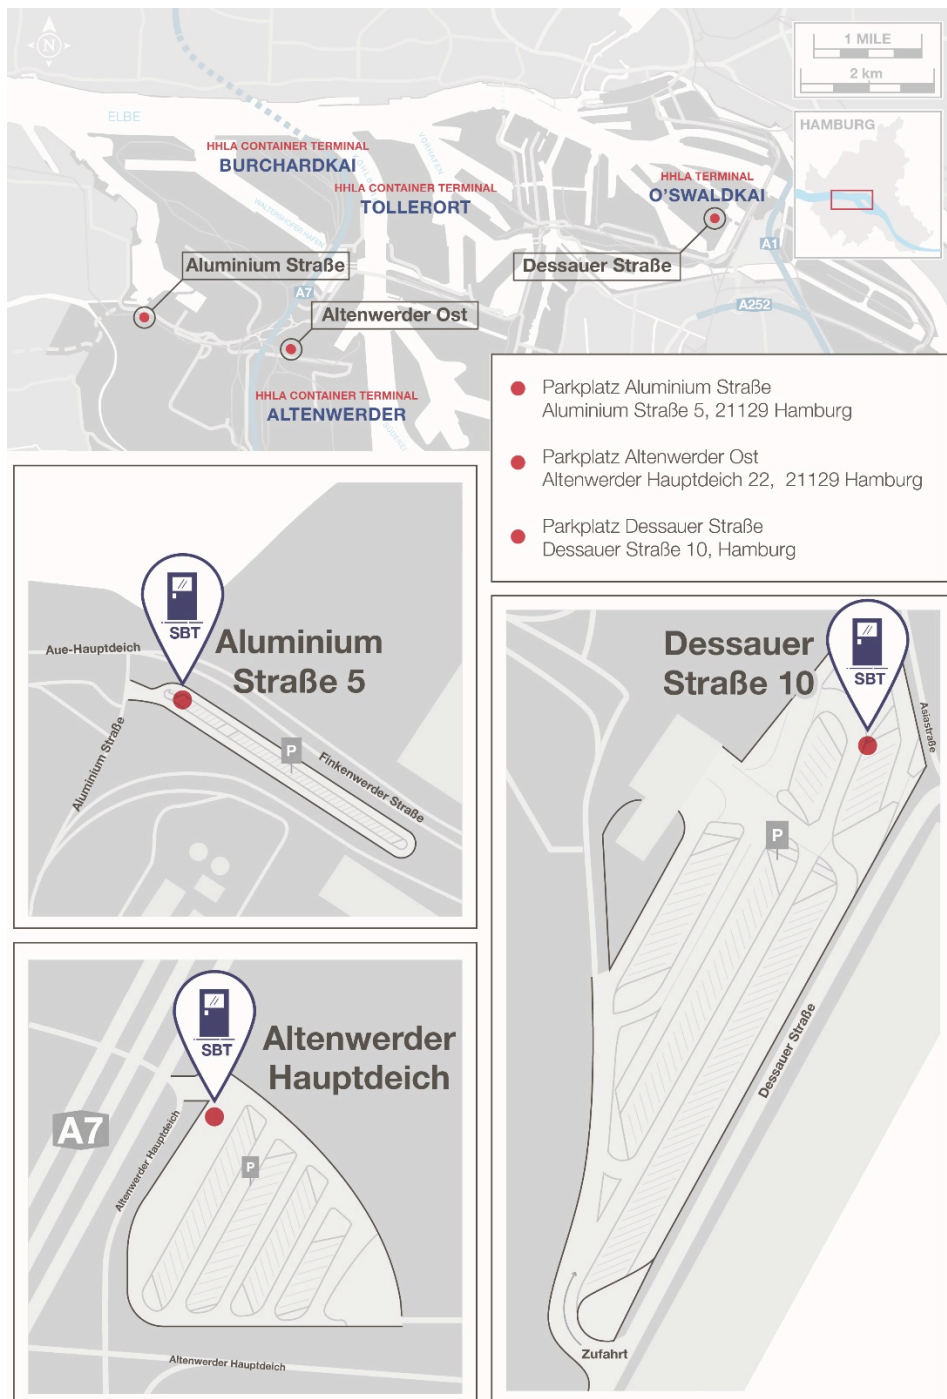 N
1 MILE
2 km
ELBE
HAMBURG
HHLA CONTAINER TERMINAL
BURCHARDKAI
VORHAFEN
HHLA CONTAINER TERMINAL
TOLLERORT
HHLA TERMINAL
O'SWALDKAI
WALTERSHOFER HAFEN
A1
Aluminium Straße
Dessauer Straße
A7
A252
Altenwerder Ost
HHLA CONTAINER TERMINAL
ALTENWERDER
Parkplatz Aluminium Straße
Aluminium Straße 5, 21129 Hamburg
Parkplatz Altenwerder Ost
Altenwerder Hauptdeich 22, 21129 Hamburg
Parkplatz Dessauer Straße
Dessauer Straße 10, Hamburg
SBT
Aluminium
Straße 5
Aue-Hauptdeich
Aluminium Straße
P
Finkenwerder Straße
Dessauer
Straße 10
SBT
Asiastraße
P
Dessauer Straße
Zufahrt
SBT
Altenwerder
Hauptdeich
A7
Altenwerder Hauptdeich
P
Altenwerder Hauptdeich